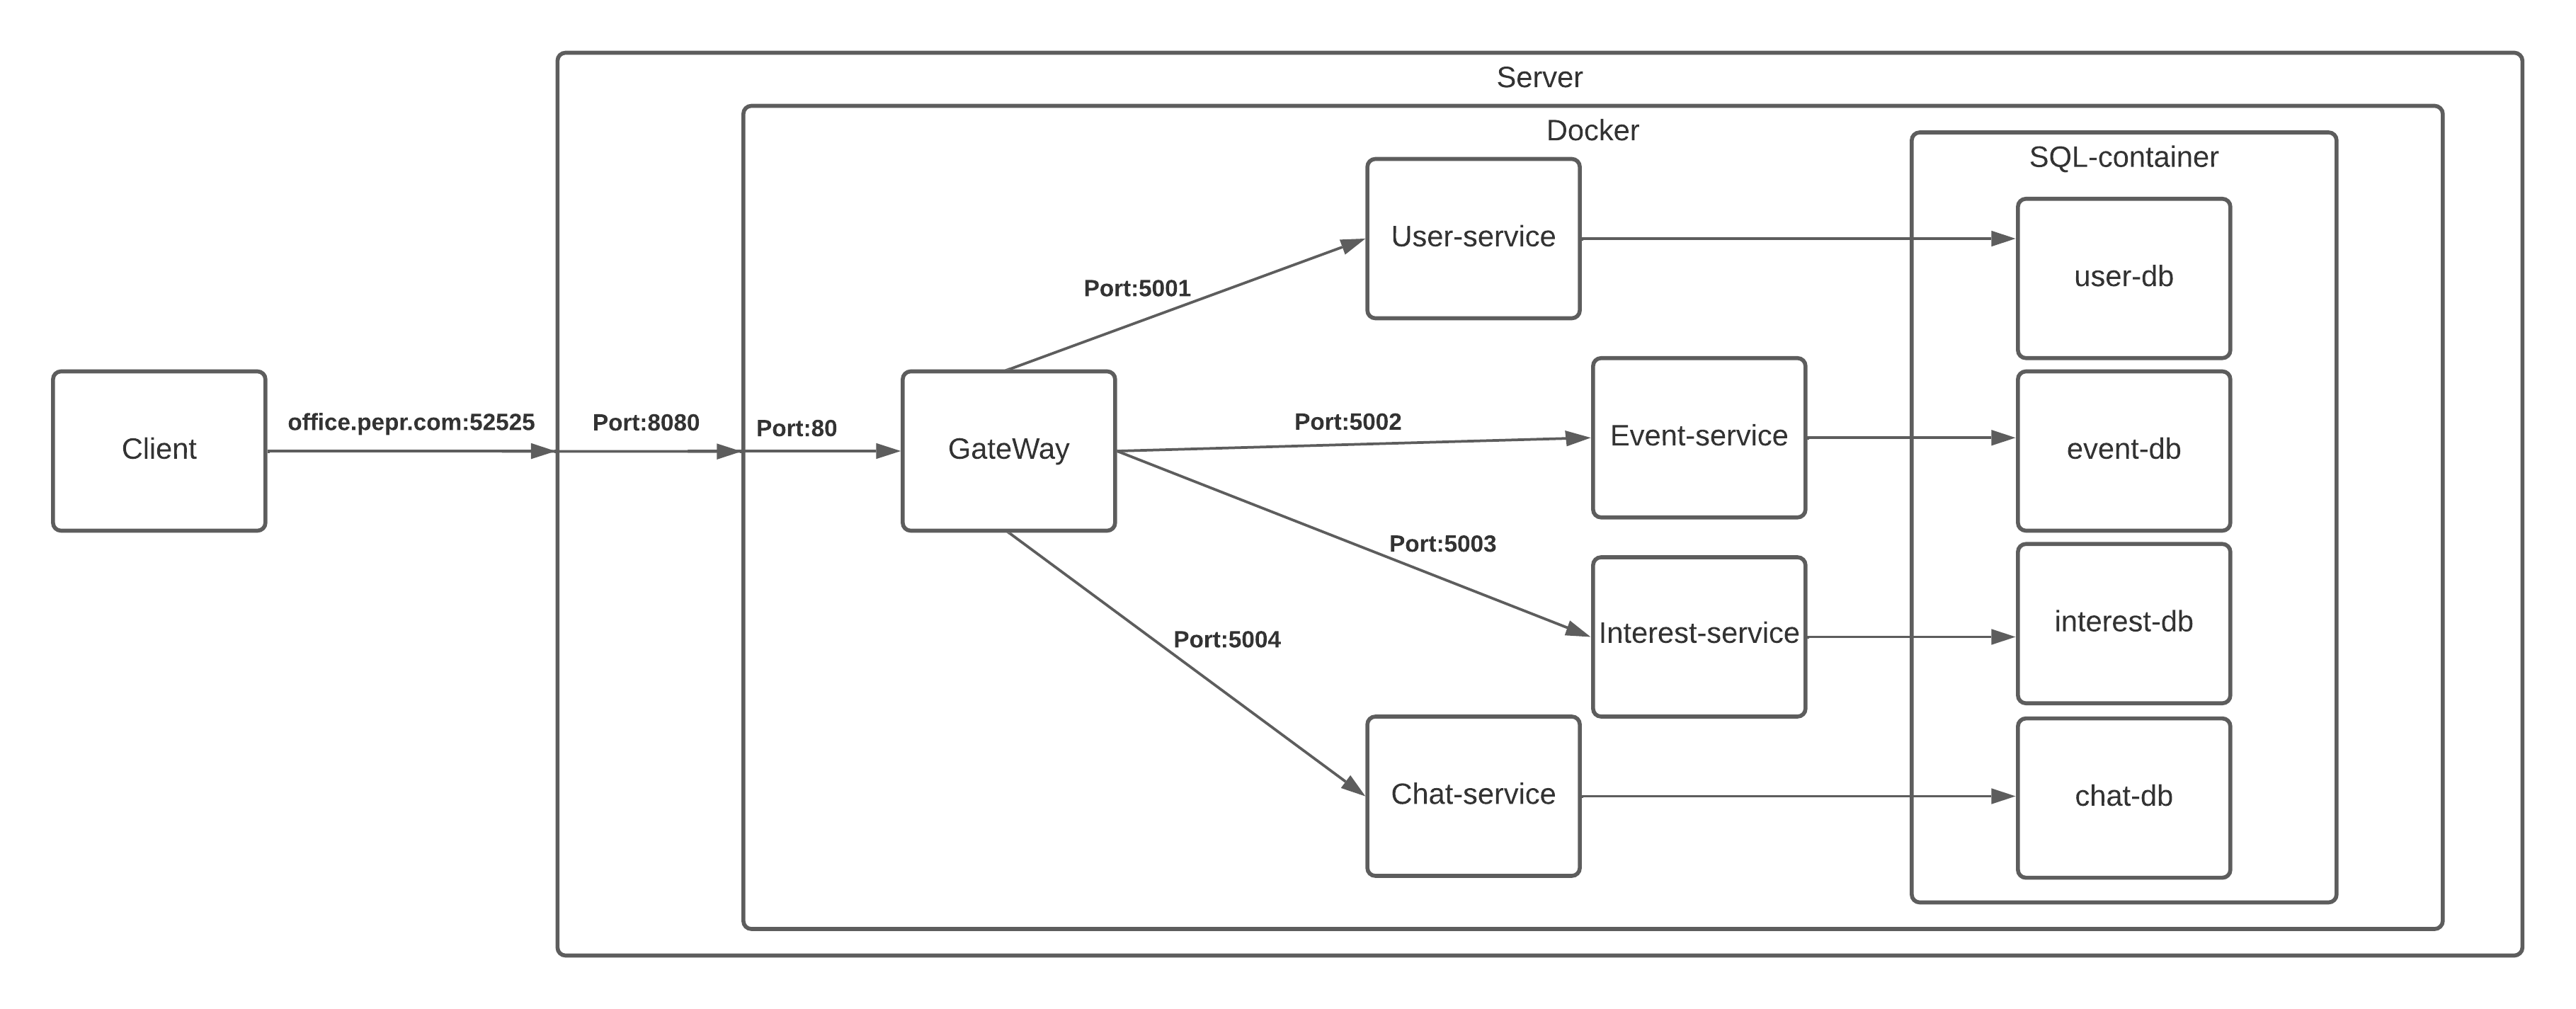 Server
Docker
SQL-container
User-service
user-db
Port:5001
Client
office.pepr.com:52525
Port:8080
Port:80
GateWay
Port:5002
Event-service
event-db
Port:5003
Interest-service
interest-db
Port:5004
Chat-service
chat-db